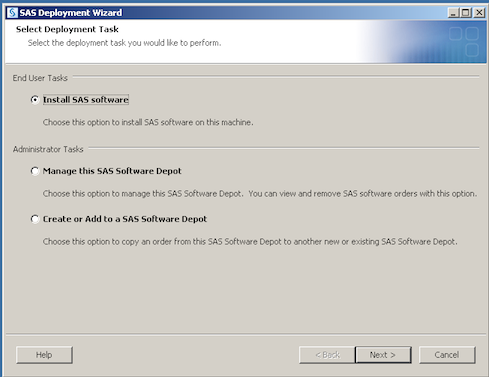 SAS Deployment Wizard
Select Deployment Task
Select the deployment task you would like to perform.
End User Tasks
Install SAS software
Choose this option to install SAS software on this machine.
Administrator Tasks
Manage this SAS Software Depot
Choose this option to manage this SAS Software Depot. You can view and remove SAS software orders with this option.
Create or Add to a SAS Software Depot
Choose this option to copy an order from this SAS Software Depot to another new or existing SAS Software Depot.
Help < Back Next > Cancel